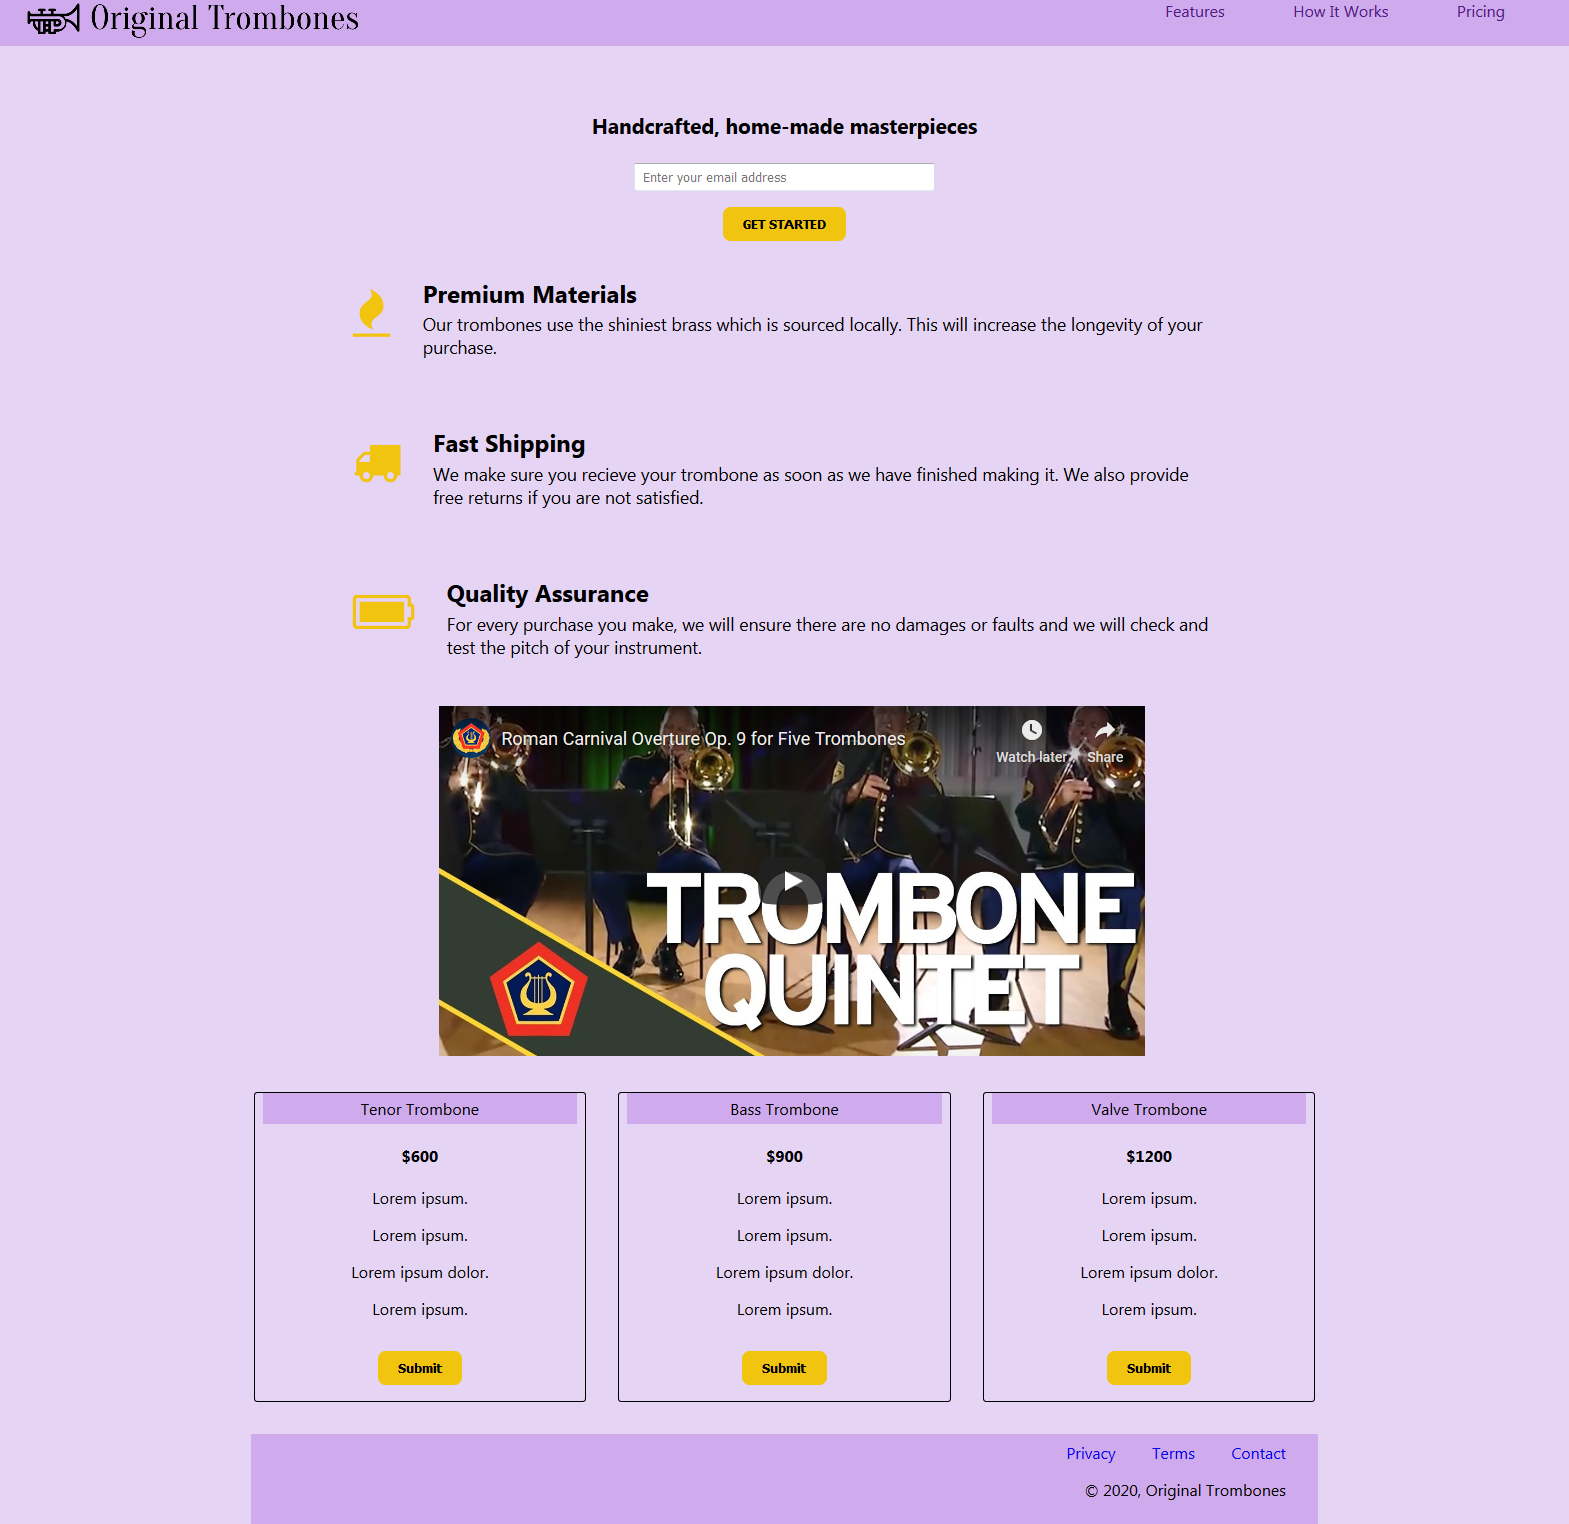 Original Trombones
Features
How It Works
Pricing
Handcrafted, home-made masterpieces
Enter your email address
GET STARTED
Premium Materials
Our trombones use the shiniest brass which is sourced locally. This will increase the longevity of your
purchase.
Fast Shipping
We make sure you recieve your trombone as soon as we have finished making it. We also provide
free returns if you are not satisfied.
Quality Assurance
For every purchase you make, we will ensure there are no damages or faults and we will check and
test the pitch of your instrument.
Roman Carnival Overture Op. 9 for Five Trombones
Watch later
Share
TROMBONE
QUINTET
Tenor Trombone
$600
Lorem ipsum.
Lorem ipsum.
Lorem ipsum dolor.
Lorem ipsum.
Submit
Bass Trombone
$900
Lorem ipsum.
Lorem ipsum.
Lorem ipsum dolor.
Lorem ipsum.
Submit
Valve Trombone
$1200
Lorem ipsum.
Lorem ipsum.
Lorem ipsum dolor.
Lorem ipsum.
Submit
Privacy
Terms
Contact
© 2020, Original Trombones